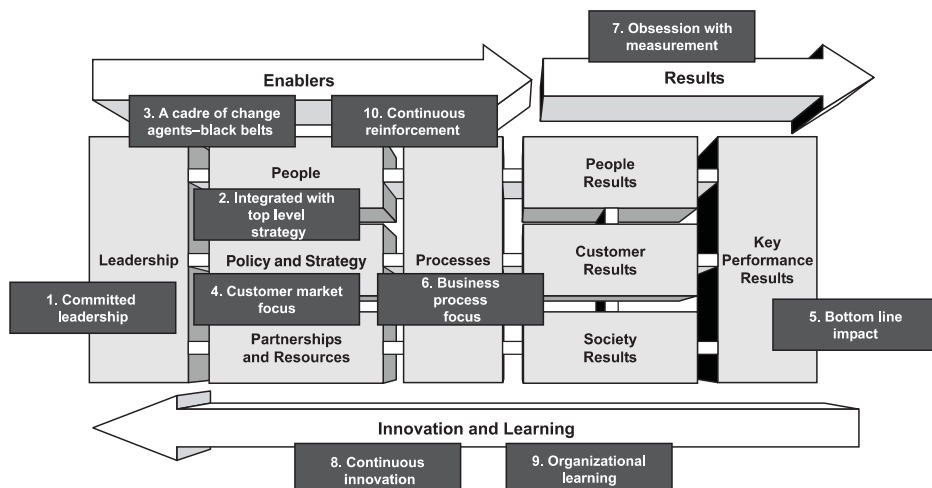 7. Obsession with
measurement
Enablers
Results
3. A cadre of change
agents–black belts
10. Continuous
reinforcement
People
People
Results
2. Integrated with
top level
strategy
Leadership
Policy and Strategy
Processes
Customer
Results
Key
Performance
Results
1. Committed
leadership
4. Customer market
focus
6. Business
process
focus
5. Bottom line
impact
Partnerships
and Resources
Society
Results
Innovation and Learning
8. Continuous
innovation
9. Organizational
learning